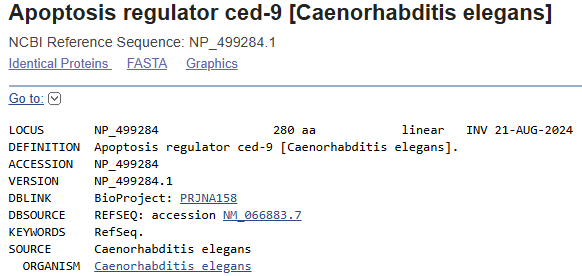 Apoptosis regulator ced-9 [Caenorhabditis elegans]
NCBI Reference Sequence: NP_499284.1
Identical Proteins FASTA Graphics
Go to:
LOCUS NP_499284 280 aa linear INV 21-AUG-2024
DEFINITION Apoptosis regulator ced-9 [Caenorhabditis elegans].
ACCESSION NP_499284
VERSION NP_499284.1
DBLINK BioProject: PRJNA158
DBSOURCE REFSEQ: accession NM_066883.7
KEYWORDS RefSeq.
SOURCE Caenorhabditis elegans
ORGANISM Caenorhabditis elegans